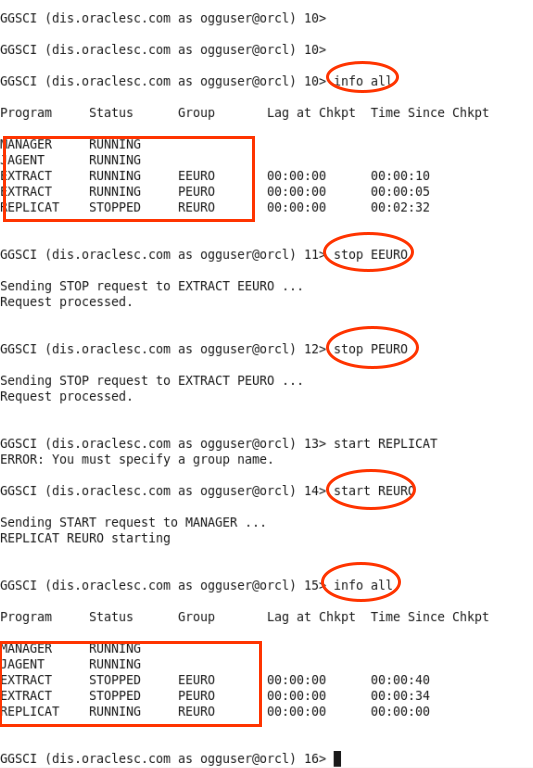 GGSCI (dis.oraclesc.com as ogguser@orcl) 10>
GGSCI (dis.oraclesc.com as ogguser@orcl) 10>
GGSCI (dis.oraclesc.com as ogguser@orcl) 10> info all
Program     Status      Group       Lag at Chkpt  Time Since Chkpt
MANAGER     RUNNING
JAGENT      RUNNING
EXTRACT     RUNNING     EEURO       00:00:00      00:00:10
EXTRACT     RUNNING     PEURO       00:00:00      00:00:05
REPLICAT    STOPPED     REURO       00:00:00      00:02:32
GGSCI (dis.oraclesc.com as ogguser@orcl) 11> stop EEURO
Sending STOP request to EXTRACT EEURO ...
Request processed.
GGSCI (dis.oraclesc.com as ogguser@orcl) 12> stop PEURO
Sending STOP request to EXTRACT PEURO ...
Request processed.
GGSCI (dis.oraclesc.com as ogguser@orcl) 13> start REPLICAT
ERROR: You must specify a group name.
GGSCI (dis.oraclesc.com as ogguser@orcl) 14> start REURO
Sending START request to MANAGER ...
REPLICAT REURO starting
GGSCI (dis.oraclesc.com as ogguser@orcl) 15> info all
Program     Status      Group       Lag at Chkpt  Time Since Chkpt
MANAGER     RUNNING
JAGENT      RUNNING
EXTRACT     STOPPED     EEURO       00:00:00      00:00:40
EXTRACT     STOPPED     PEURO       00:00:00      00:00:34
REPLICAT    RUNNING     REURO       00:00:00      00:00:00
GGSCI (dis.oraclesc.com as ogguser@orcl) 16>